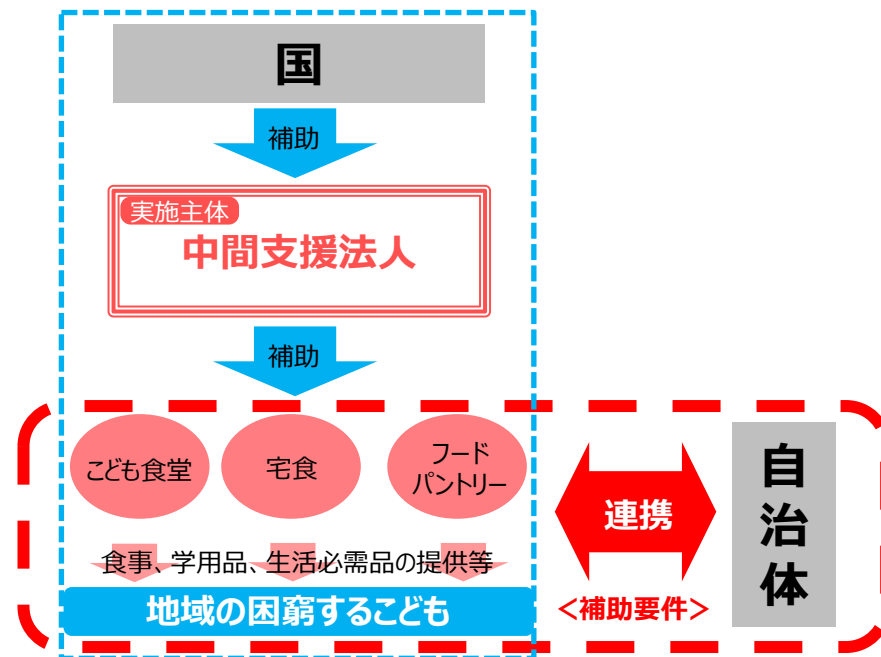 国
補助
実施主体
中間支援法人
補助
こども食堂
宅食
フード
パントリー
連携
自治体
食事、学用品、生活必需品の提供等
地域の困窮するこども
<補助要件>